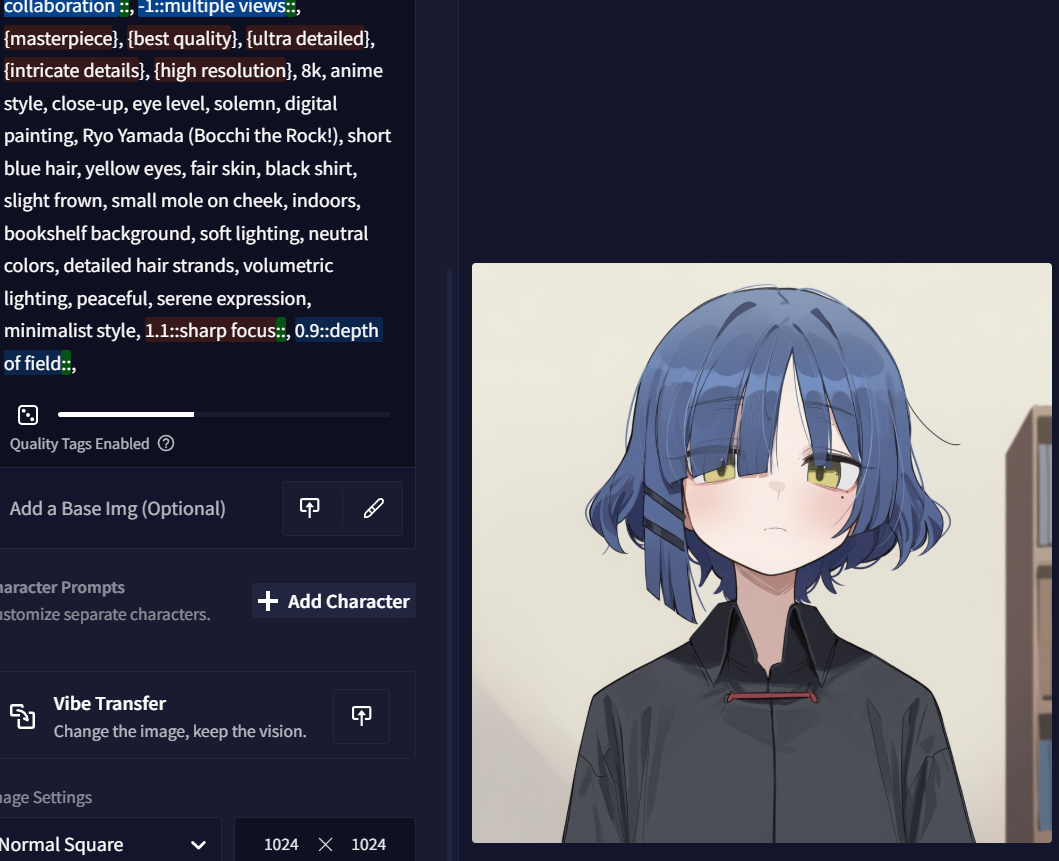 collaboration ::, -1::multiple views::,
{masterpiece}, {best quality}, {ultra detailed},
{intricate details}, {high resolution}, 8k, anime
style, close-up, eye level, solemn, digital
painting, Ryo Yamada (Bocchi the Rock!), short
blue hair, yellow eyes, fair skin, black shirt,
slight frown, small mole on cheek, indoors,
bookshelf background, soft lighting, neutral
colors, detailed hair strands, volumetric
lighting, peaceful, serene expression,
minimalist style, 1.1::sharp focus::, 0.9::depth
of field::,
Quality Tags Enabled
Add a Base Img (Optional)
haracter Prompts
ustomize separate characters.
Add Character
Vibe Transfer
Change the image, keep the vision.
mage Settings
Normal Square
1024 × 1024